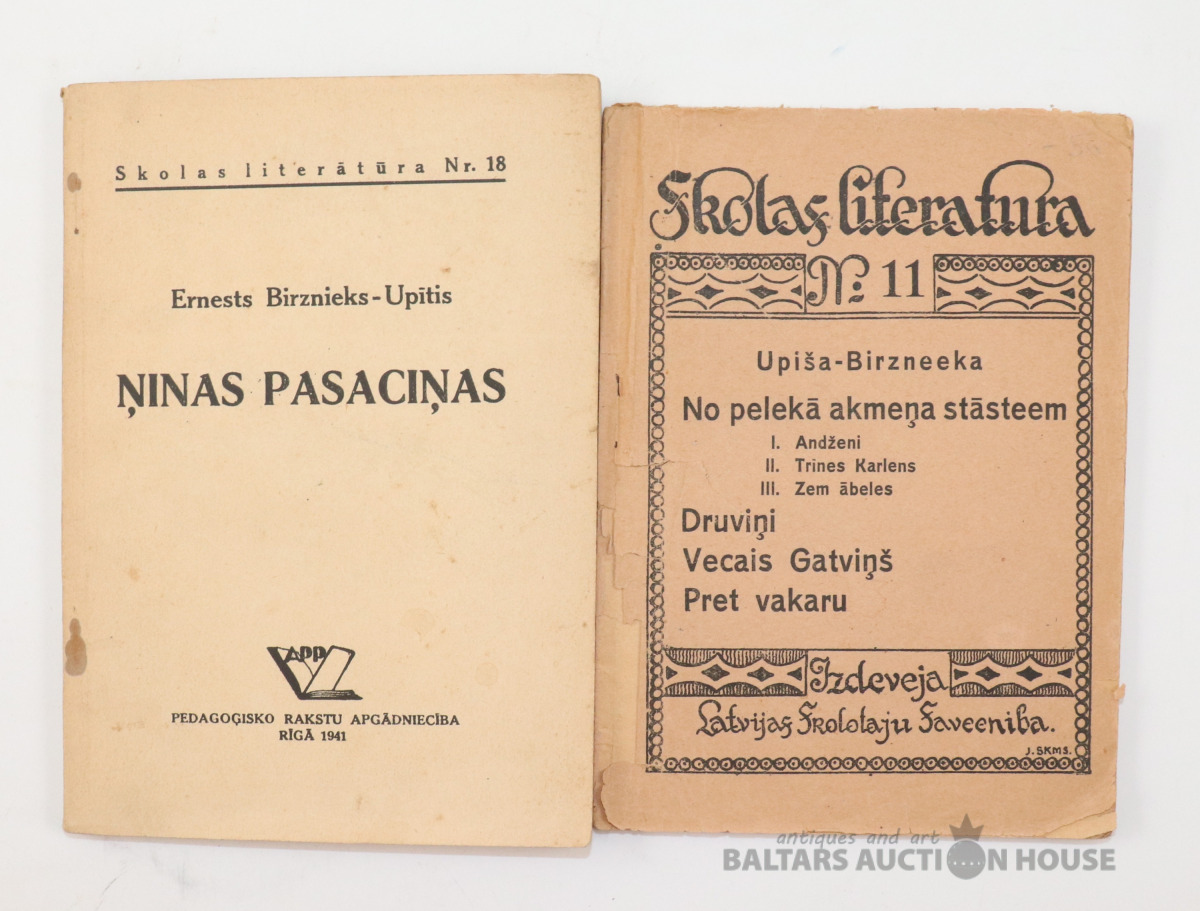 Skolas literātūra Nr. 18
Ernests Birznieks-Upītis
ŅINAS PASACIŅAS
APP
PEDAGOĢISKO RAKSTU APGĀDNIECĪBA
RĪGĀ 1941
Skolas literatura
№ 11
Upiša-Birzneeka
No pelekā akmeņa stāsteem
I. Andženi
II. Trines Karlens
III. Zem ābeles
Druviņi
Vecais Gatviņš
Pret vakaru
Izdeveja
Latvijas Skolotaju Saveeniba.
J. SKMS.
antiques and art
BALTARS AUCTION HOUSE